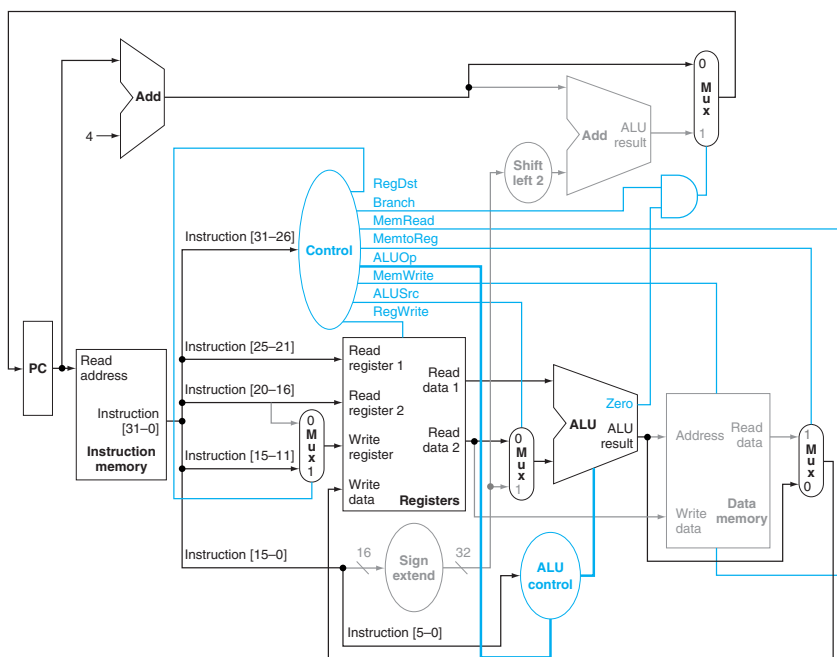 Add
4
Add
ALU
result
Shift
left 2
0
M
u
x
1
RegDst
Branch
MemRead
MemtoReg
ALUOp
MemWrite
ALUSrc
RegWrite
Control
Instruction [31–26]
Instruction [25–21]
Instruction [20–16]
Instruction [15–11]
Instruction [15–0]
Instruction [5–0]
PC
Read
address
Instruction
[31–0]
Instruction
memory
0
M
u
x
1
Read
register 1
Read
register 2
Write
register
Write
data
Read
data 1
Read
data 2
Registers
0
M
u
x
1
Zero
ALU
ALU
result
Address
Read
data
Write
data
Data
memory
1
M
u
x
0
16
Sign
extend
32
ALU
control